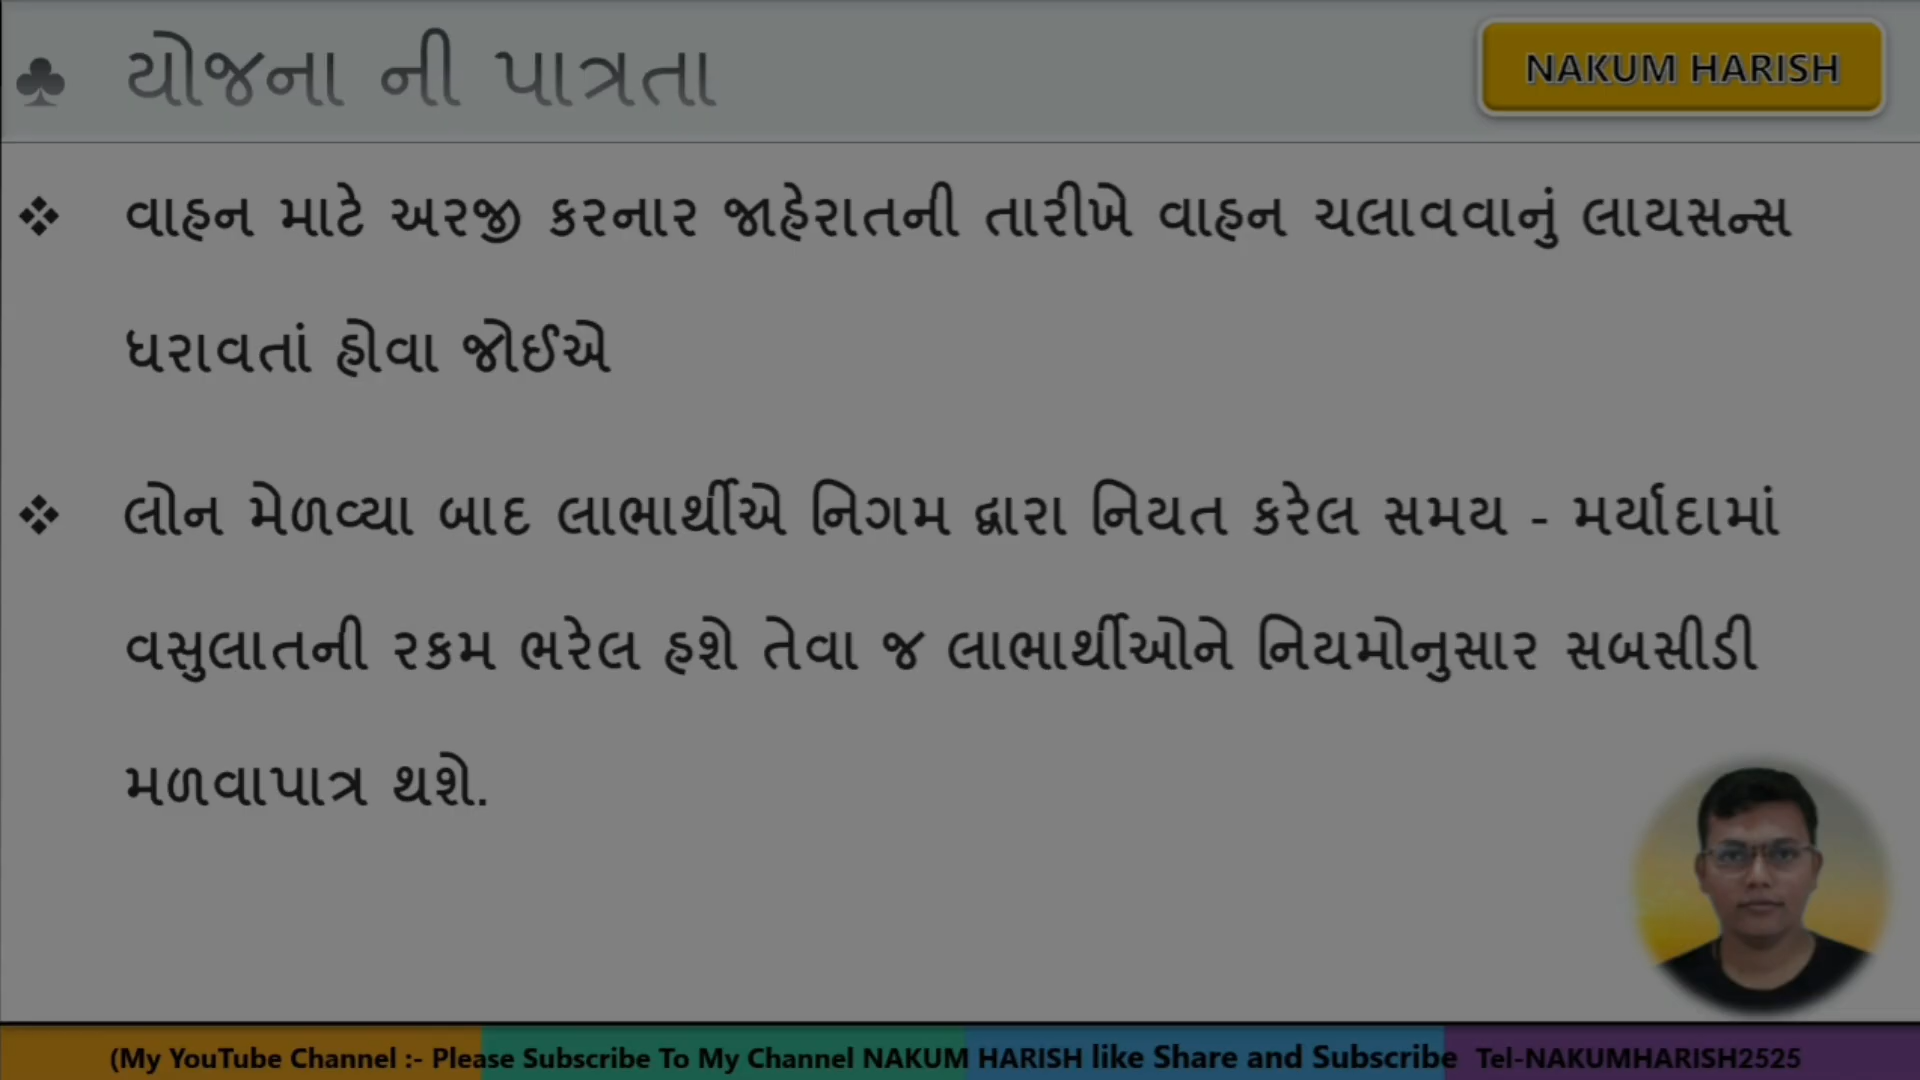 ♣ યોજના ની પાત્રતા
NAKUM HARISH
❖ વાહન માટે અરજી કરનાર જાહેરાતની તારીખે વાહન ચલાવવાનું લાયસન્સ
ધરાવતાં હોવા જોઈએ
❖ લોન મેળવ્યા બાદ લાભાર્થીએ નિગમ દ્વારા નિયત કરેલ સમય - મર્યાદામાં
વસુલાતની રકમ ભરેલ હશે તેવા જ લાભાર્થીઓને નિયમોનુસાર સબસીડી
મળવાપાત્ર થશે.
(My YouTube Channel :- Please Subscribe To My Channel NAKUM HARISH like Share and Subscribe Tel-NAKUMHARISH2525